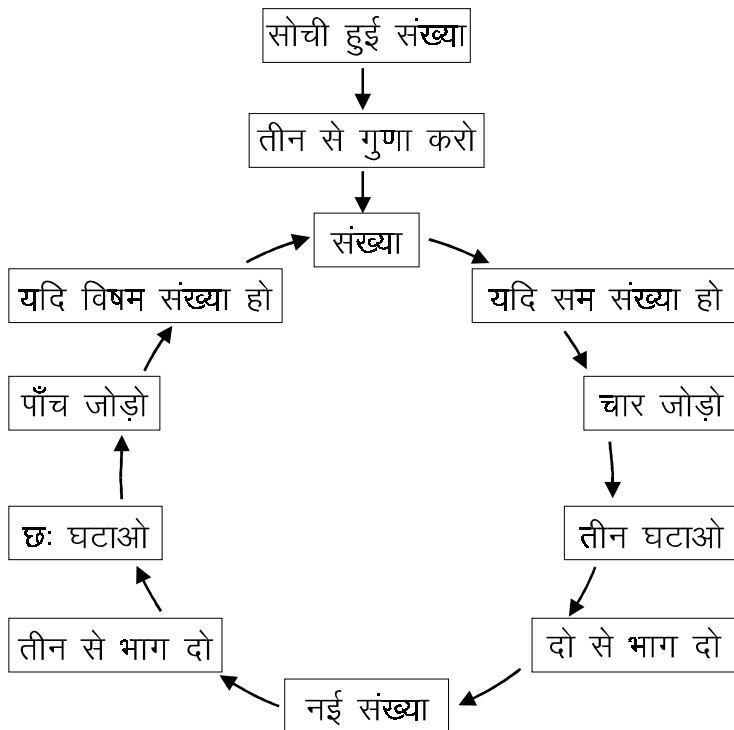 सोची हुई संख्या
तीन से गुणा करो
संख्या
यदि विषम संख्या हो
यदि सम संख्या हो
पाँच जोड़ो
चार जोड़ो
छः घटाओ
तीन घटाओ
तीन से भाग दो
दो से भाग दो
नई संख्या